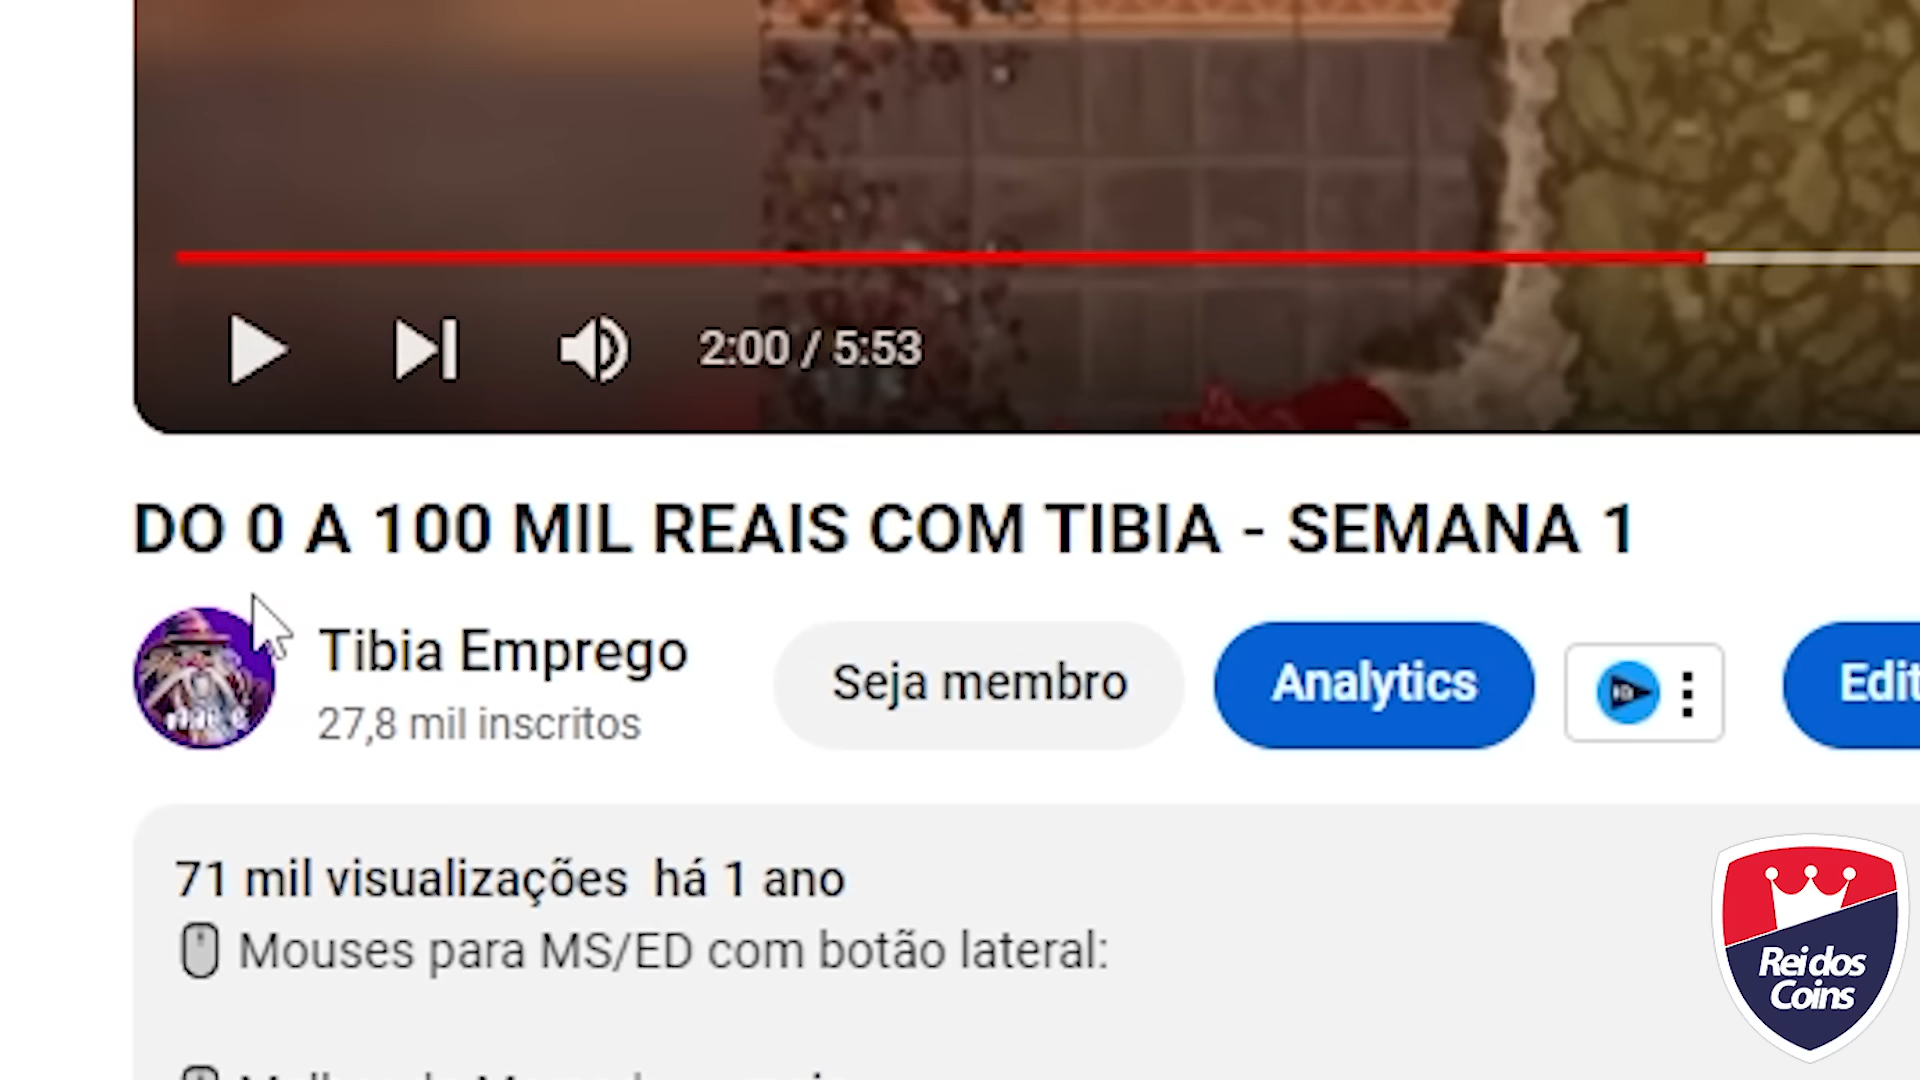 2:00 / 5:53
DO 0 A 100 MIL REAIS COM TIBIA - SEMANA 1
Tibia Emprego
27,8 mil inscritos
Seja membro
Analytics
Edit
71 mil visualizações há 1 ano
Mouses para MS/ED com botão lateral:
Rei dos
Coins